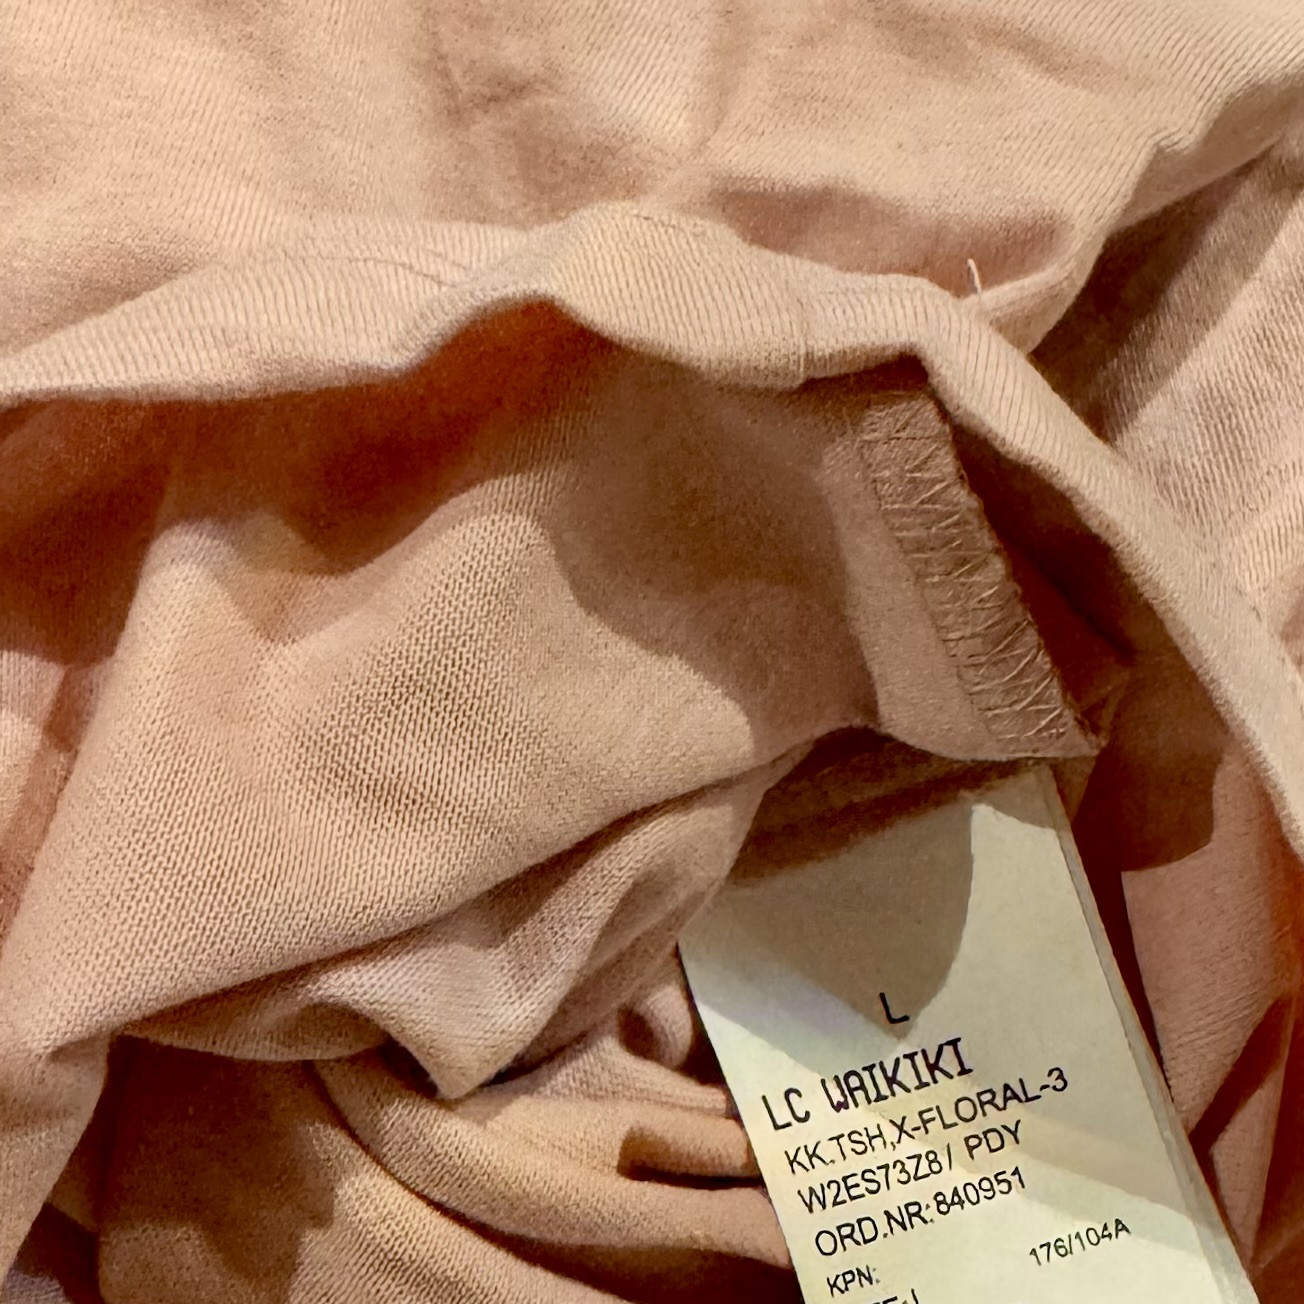 L
LC WAIKIKI
KK.TSH,X-FLORAL-3
W2ES73Z8/ PDY
ORD.NR:840951
176/104A
KPN: